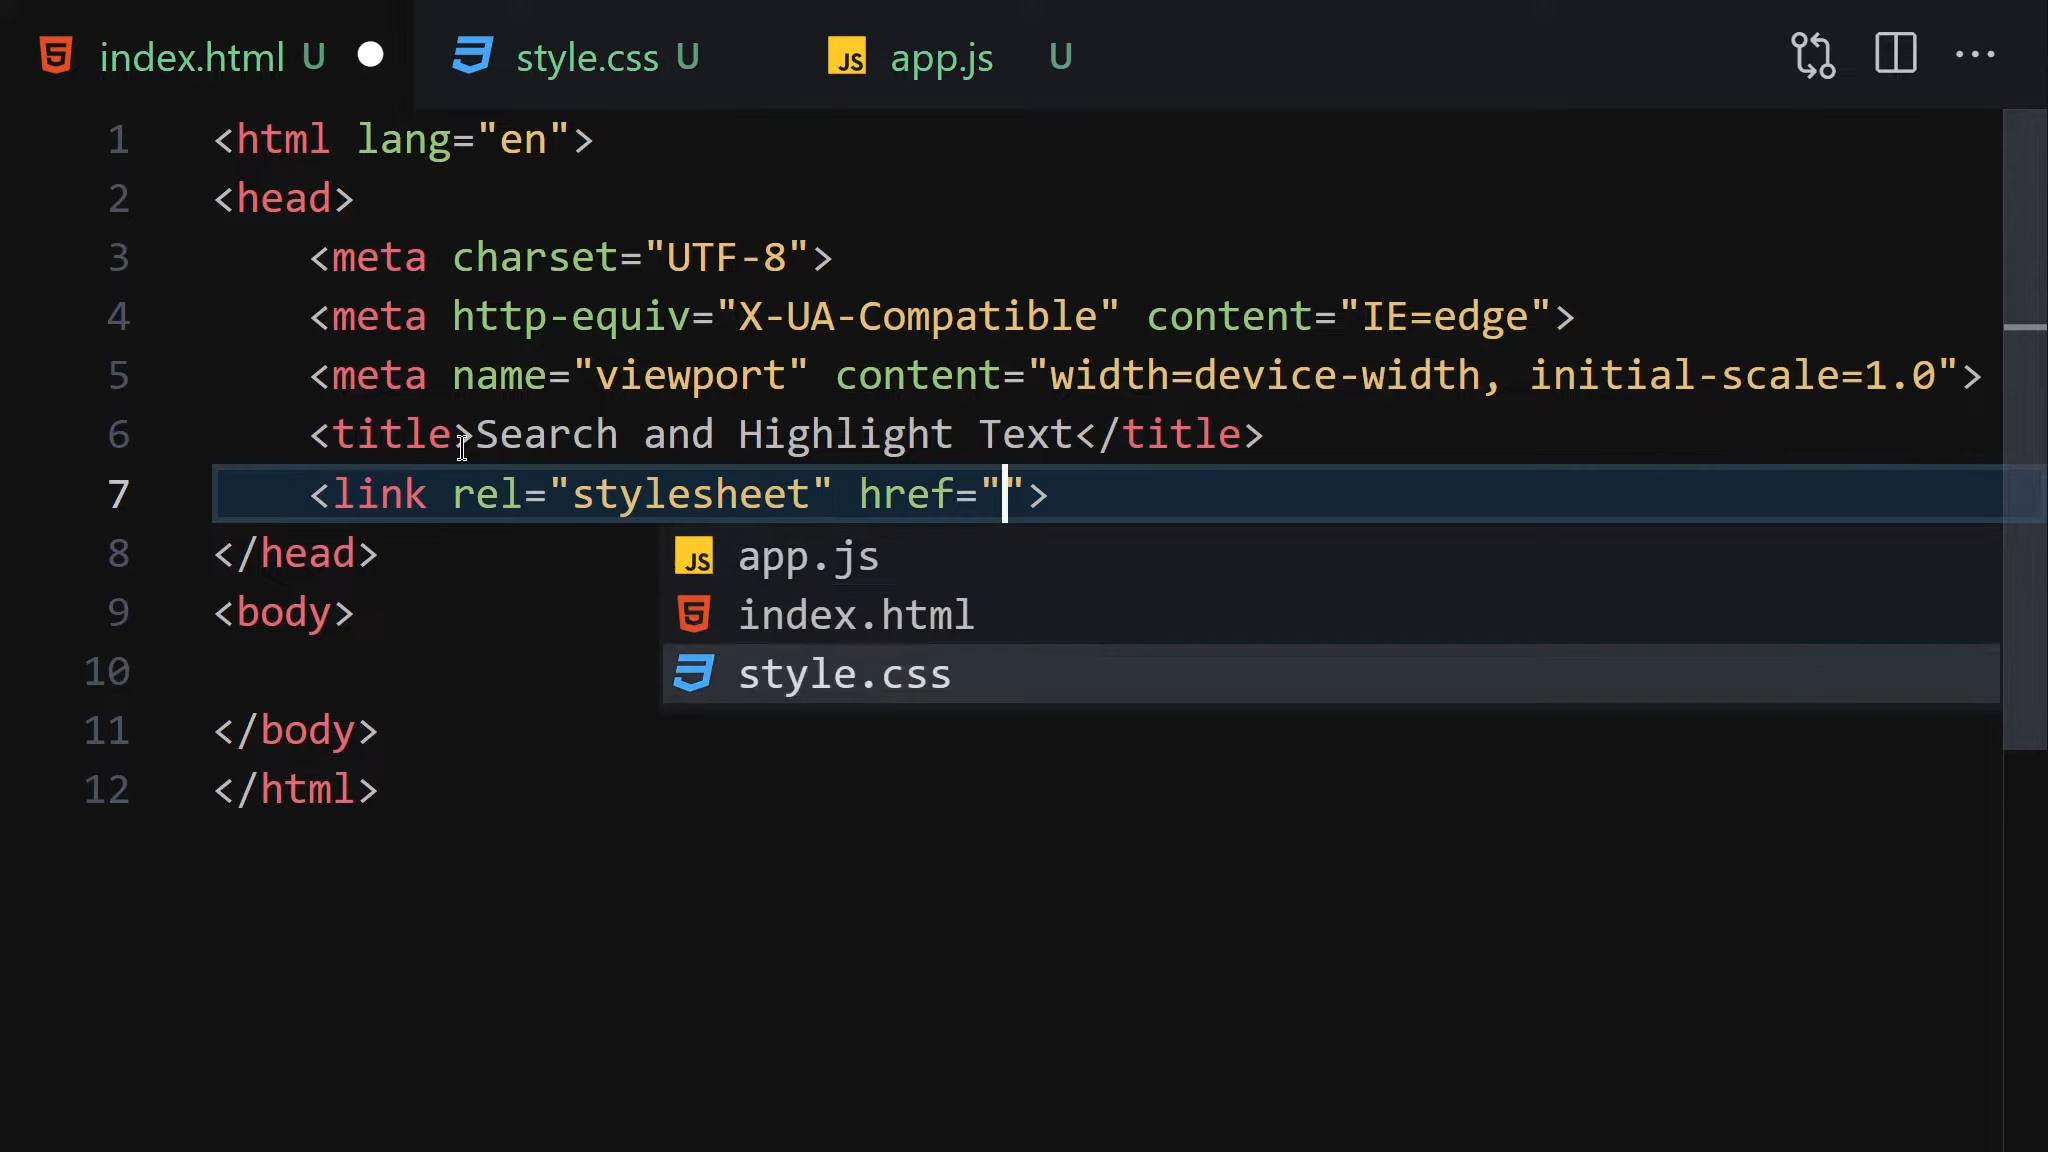 index.html U style.css U JS app.js U
1 <html lang="en">
2 <head>
3     <meta charset="UTF-8">
4     <meta http-equiv="X-UA-Compatible" content="IE=edge">
5     <meta name="viewport" content="width=device-width, initial-scale=1.0">
6     <title>Search and Highlight Text</title>
7     <link rel="stylesheet" href="">
8 </head>
JS app.js
9 <body>
index.html
10
style.css
11 </body>
12 </html>